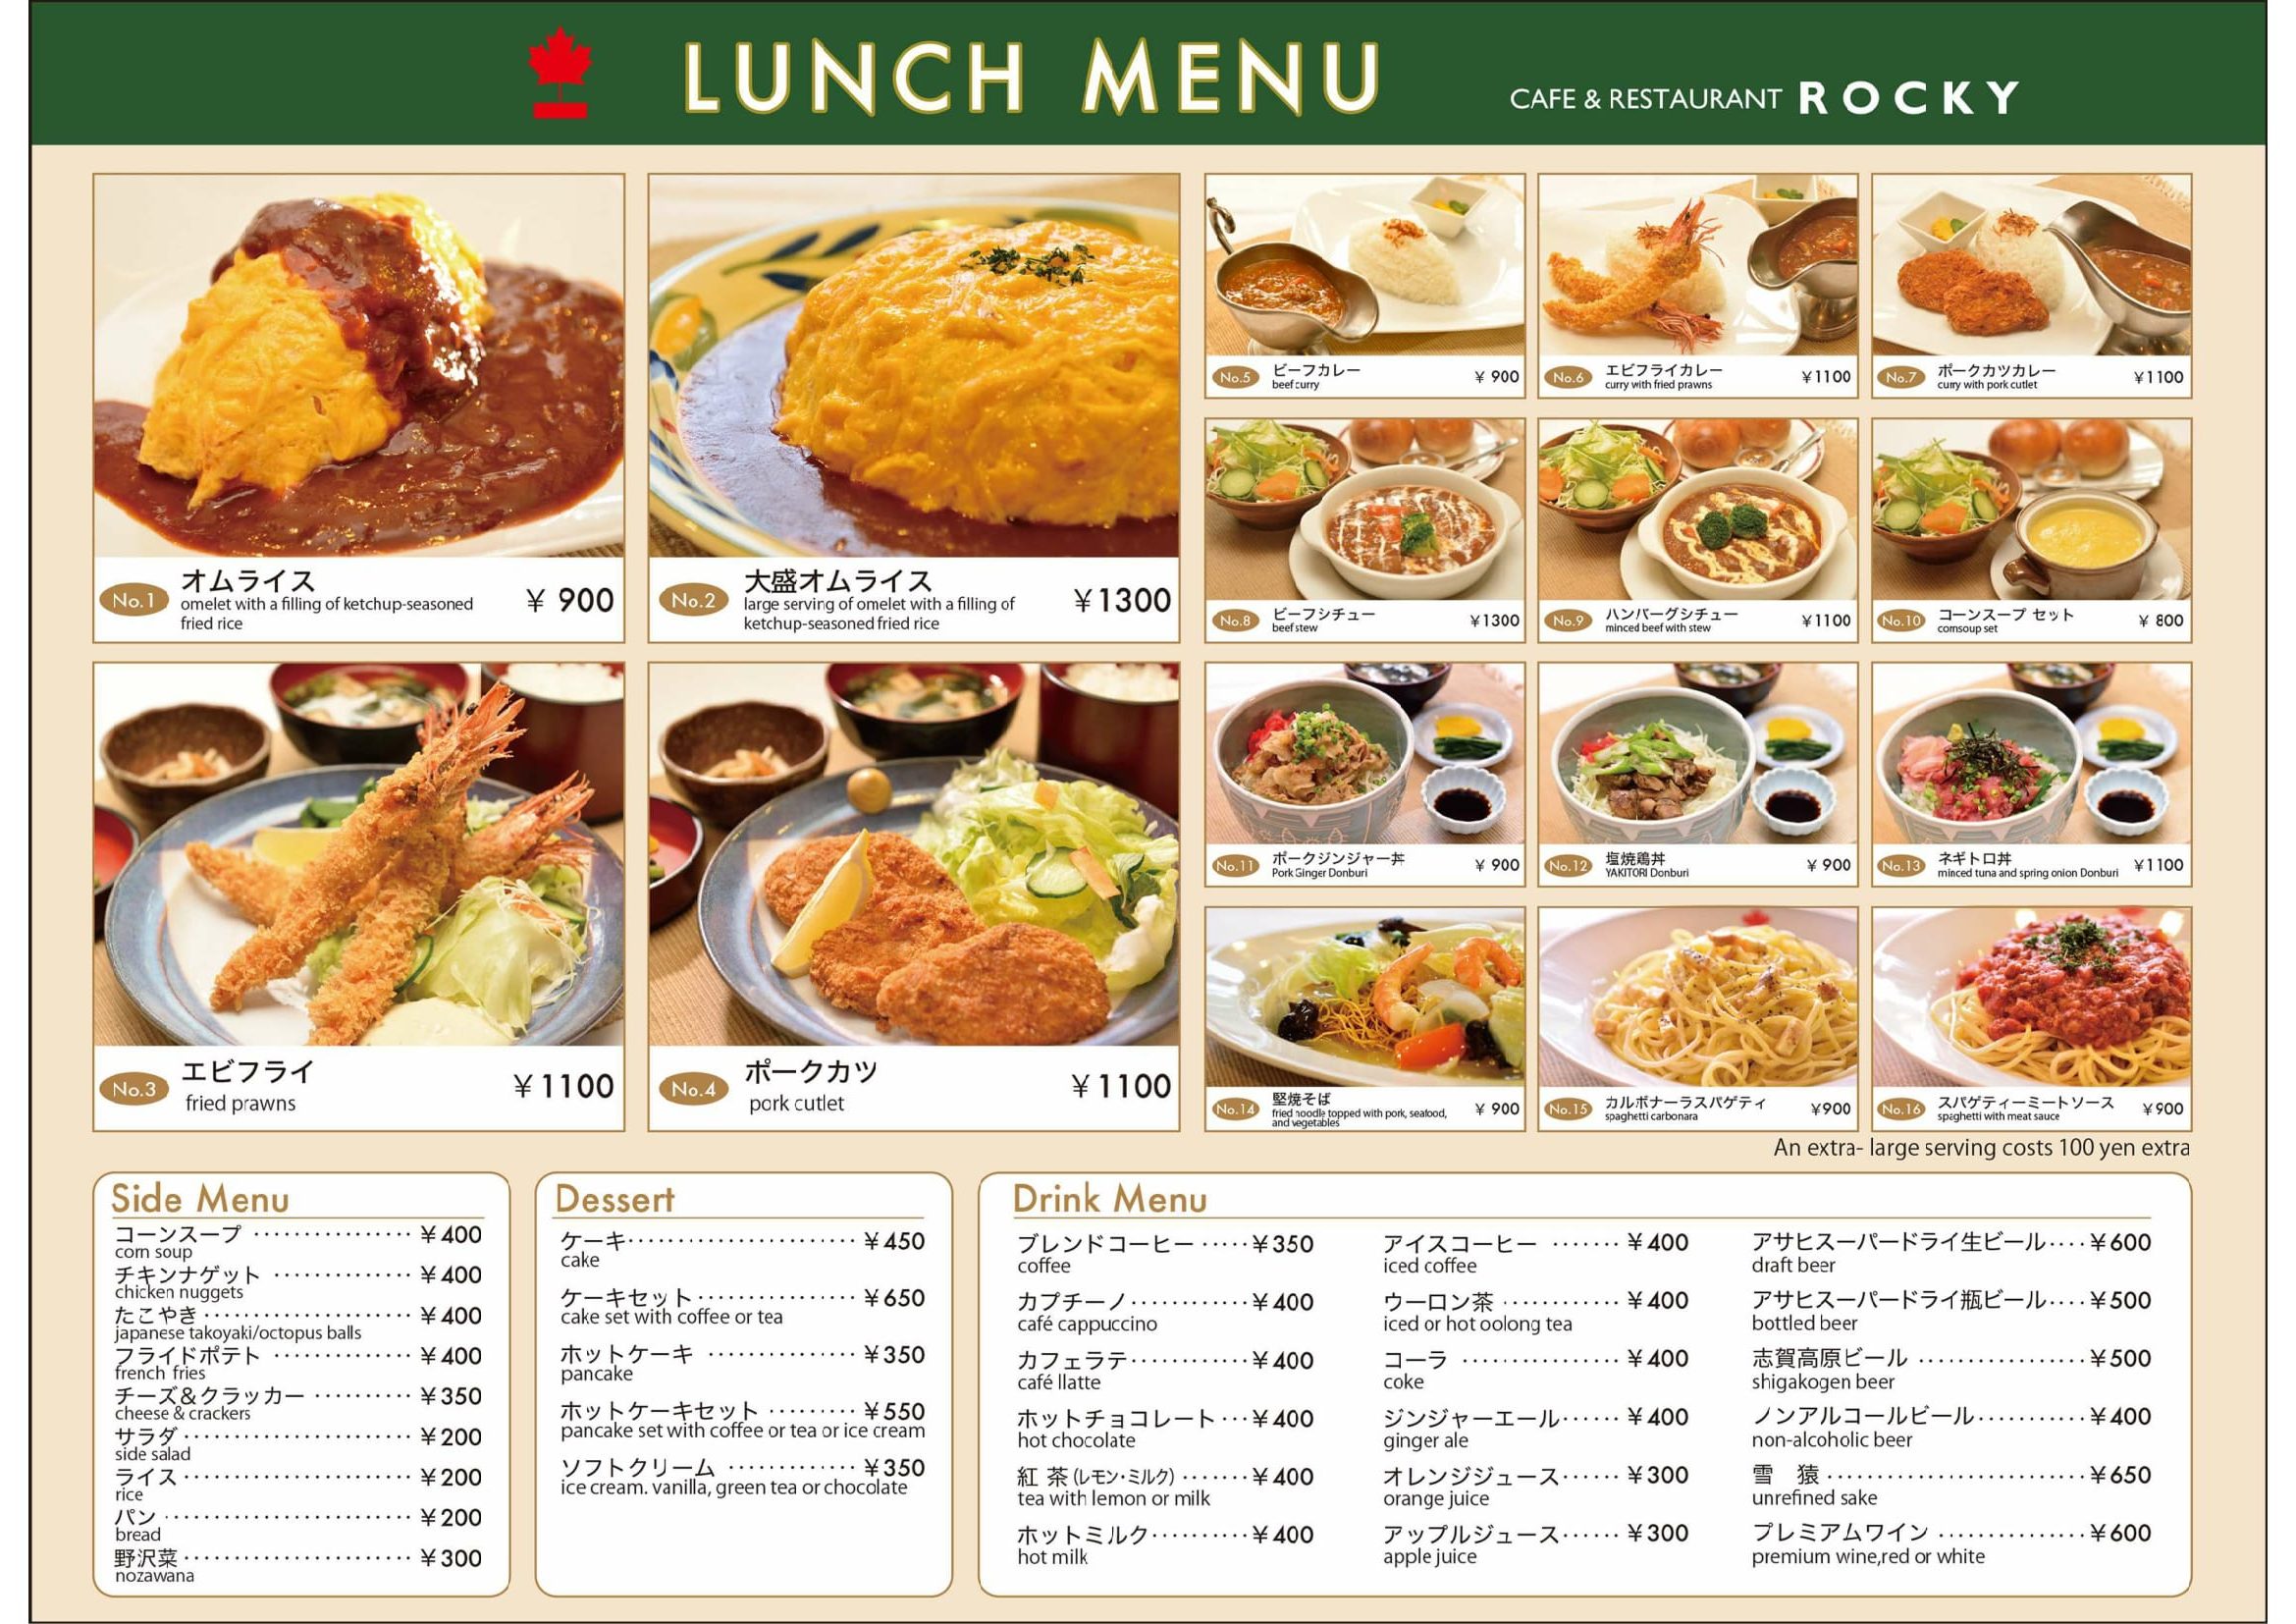 LUNCH MENU
CAFE & RESTAURANT ROCKY
No.1
オムライス
omelet with a filling of ketchup-seasoned
fried rice
¥ 900
No.2
大盛オムライス
large serving of omelet with a filling of
ketchup-seasoned fried rice
¥1300
No.3
エビフライ
fried prawns
¥1100
No.4
ポークカツ
pork cutlet
¥1100
No.5
ビーフカレー
beef curry
¥ 900
No.6
エビフライカレー
curry with fried prawns
¥1100
No.7
ポークカツカレー
curry with pork cutlet
¥1100
No.8
ビーフシチュー
beef stew
¥1300
No.9
ハンバーグシチュー
minced beef with stew
¥1100
No.10
コーンスープ セット
cornsoup set
¥ 800
No.11
ポークジンジャー丼
Pork Ginger Donburi
¥ 900
No.12
塩焼鶏丼
YAKITORI Donburi
¥ 900
No.13
ネギトロ丼
minced tuna and spring onion Donburi
¥1100
No.14
堅焼そば
fried noodle topped with pork, seafood,
and vegetables
¥ 900
No.15
カルボナーラスパゲティ
spaghetti carbonara
¥900
No.16
スパゲティーミートソース
spaghetti with meat sauce
¥900
An extra- large serving costs 100 yen extra
Side Menu
コーンスープ ················ ¥400
corn soup
チキンナゲット ·············· ¥400
chicken nuggets
たこやき ····················· ¥400
japanese takoyaki/octopus balls
フライドポテト ·············· ¥400
french fries
チーズ&クラッカー ·········· ¥350
cheese & crackers
サラダ ······················· ¥200
side salad
ライス ······················· ¥200
rice
パン ························· ¥200
bread
野沢菜 ······················· ¥300
nozawana
Dessert
ケーキ ······················· ¥450
cake
ケーキセット ················ ¥650
cake set with coffee or tea
ホットケーキ ··············· ¥350
pancake
ホットケーキセット ········· ¥550
pancake set with coffee or tea or ice cream
ソフトクリーム ············· ¥350
ice cream. vanilla, green tea or chocolate
Drink Menu
ブレンドコーヒー ····· ¥350
coffee
カプチーノ ············ ¥400
café cappuccino
カフェラテ ············ ¥400
café llatte
ホットチョコレート ··· ¥400
hot chocolate
紅 茶 (レモン・ミルク) ······· ¥400
tea with lemon or milk
ホットミルク ·········· ¥400
hot milk
アイスコーヒー ······· ¥400
iced coffee
ウーロン茶 ············ ¥400
iced or hot oolong tea
コーラ ················ ¥400
coke
ジンジャーエール ······ ¥400
ginger ale
オレンジジュース ······ ¥300
orange juice
アップルジュース ······ ¥300
apple juice
アサヒスーパードライ生ビール ···· ¥600
draft beer
アサヒスーパードライ瓶ビール ···· ¥500
bottled beer
志賀高原ビール ················· ¥500
shigakogen beer
ノンアルコールビール ··········· ¥400
non-alcoholic beer
雪 猿 ·························· ¥650
unrefined sake
プレミアムワイン ··············· ¥600
premium wine,red or white